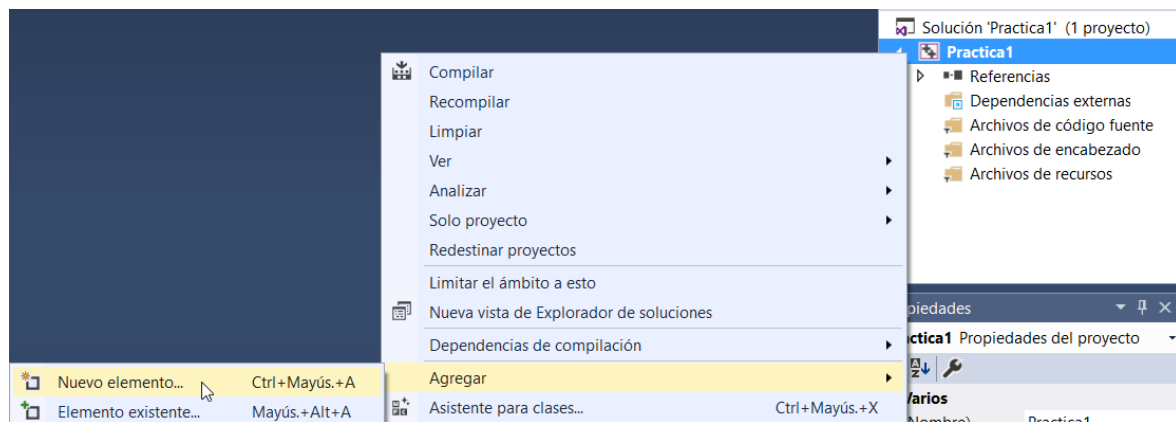 Solución 'Practica1' (1 proyecto)
Practica1
Referencias
Dependencias externas
Archivos de código fuente
Archivos de encabezado
Archivos de recursos
Compilar
Recompilar
Limpiar
Ver
Analizar
Solo proyecto
Redestinar proyectos
Limitar el ámbito a esto
Nueva vista de Explorador de soluciones
Dependencias de compilación
Agregar
Asistente para clases... Ctrl+Mayús.+X
Nuevo elemento... Ctrl+Mayús.+A
Elemento existente... Mayús.+Alt+A
piedades
ctica1 Propiedades del proyecto
Varios
Nombre) Practica1